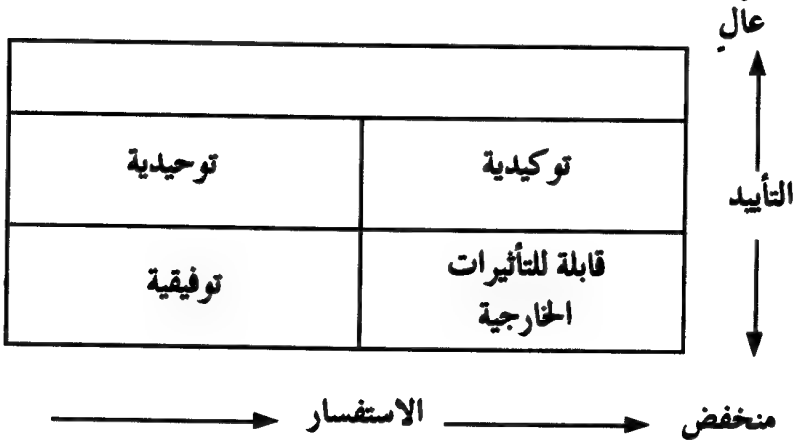 عالٍ
توكيدية
توحيدية
التأييد
قابلة للتأثيرات
الخارجية
توفيقية
منخفض
الاستفسار